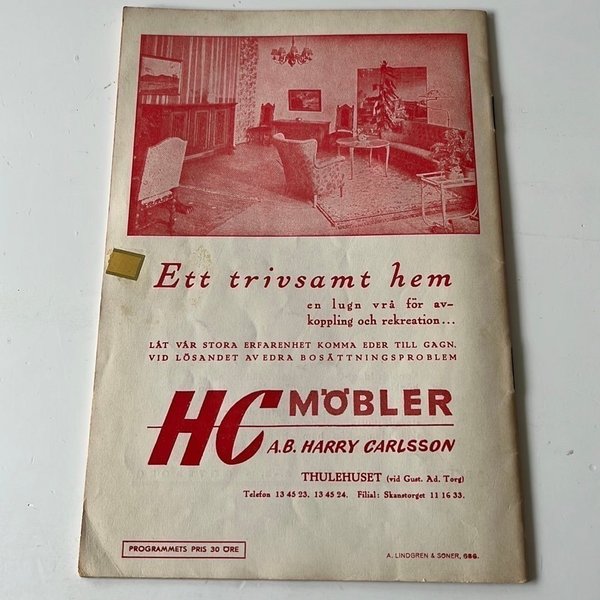 Ett trivsamt hem
en lugn vrå för av-
koppling och rekreation...
LÅT VÅR STORA ERFARENHET KOMMA EDER TILL GAGN,
VID LÖSANDET AV EDRA BOSÄTTNINGSPROBLEM
HC MÖBLER
A.B. HARRY CARLSSON
THULEHUSET (vid Gust. Ad. Torg)
Telefon 13 45 23. 13 45 24. Filial: Skanstorget 11 16 33.
PROGRAMMETS PRIS 30 ÖRE
A. LINDGREN & SÖNER, 686.